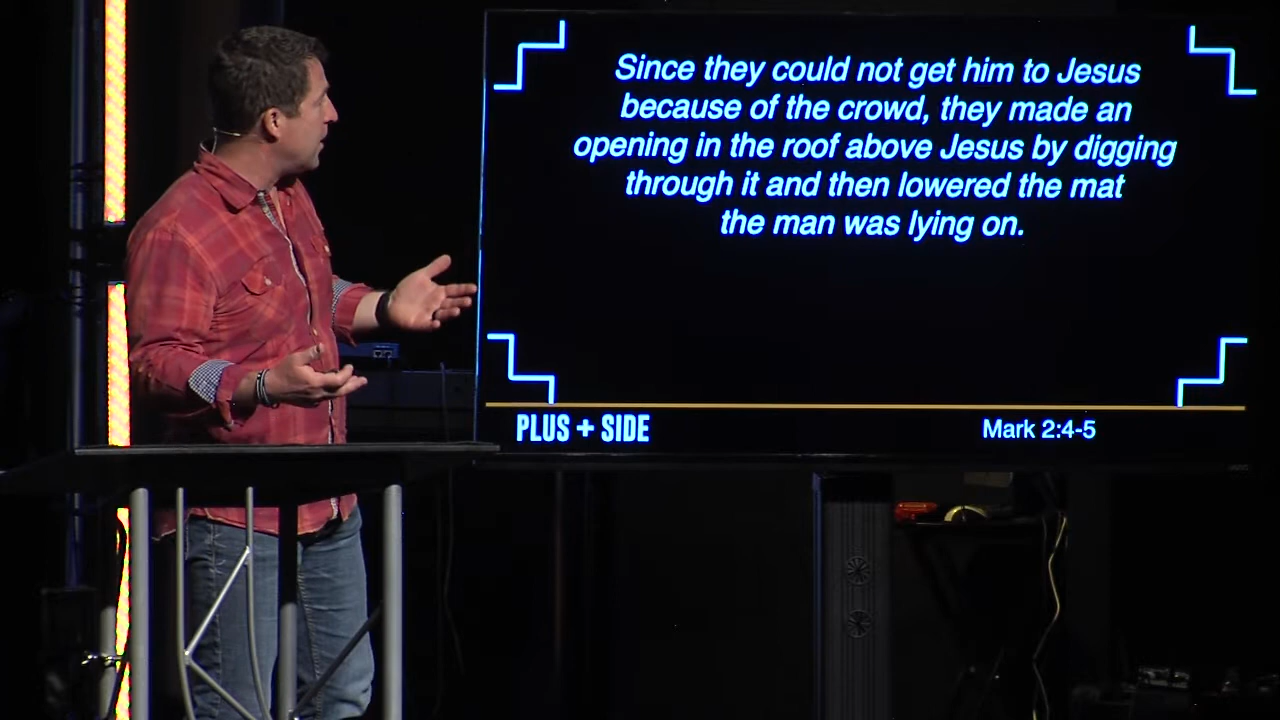 Since they could not get him to Jesus
because of the crowd, they made an
opening in the roof above Jesus by digging
through it and then lowered the mat
the man was lying on.
PLUS + SIDE
Mark 2:4-5